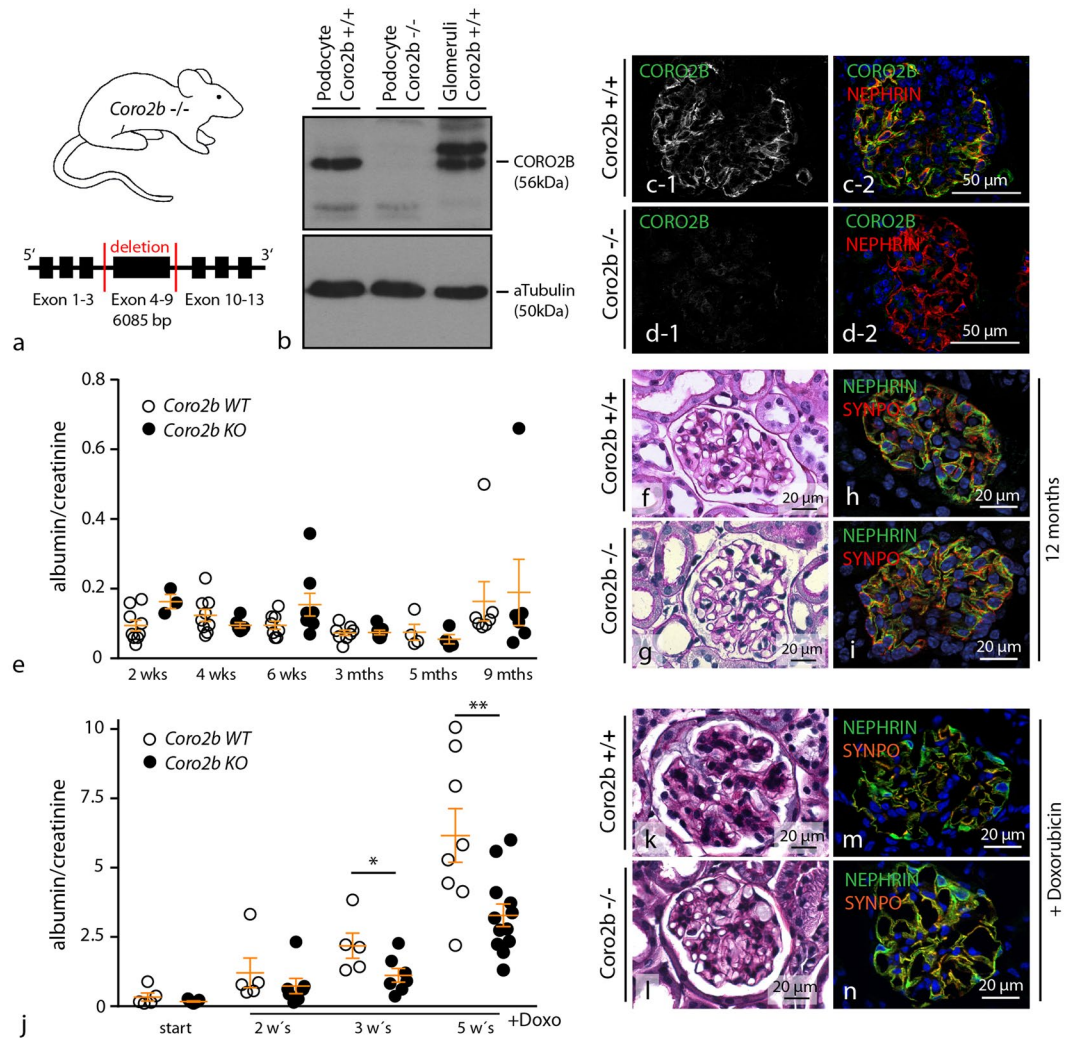 Coro2b -/-
5‘
deletion
3‘
Exon 1-3
Exon 4-9
Exon 10-13
6085 bp
a
Podocyte
Coro2b +/+
Podocyte
Coro2b -/-
Glomeruli
Coro2b +/+
CORO2B
(56kDa)
aTubulin
(50kDa)
b
Coro2b +/+
CORO2B
c-1
CORO2B
NEPHRIN
50 µm
c-2
Coro2b -/-
CORO2B
d-1
CORO2B
NEPHRIN
50 µm
d-2
albumin/creatinine
0.8
0.6
0.4
0.2
0
Coro2b WT
Coro2b KO
2 wks
4 wks
6 wks
3 mths
5 mths
9 mths
e
Coro2b +/+
f
20 µm
NEPHRIN
SYNPO
h
20 µm
Coro2b -/-
g
20 µm
NEPHRIN
SYNPO
i
20 µm
12 months
albumin/creatinine
10
7.5
5
2.5
0
Coro2b WT
Coro2b KO
*
**
start
2 w´s
3 w´s
5 w´s
+Doxo
j
Coro2b +/+
k
20 µm
NEPHRIN
SYNPO
m
20 µm
Coro2b-/-
l
20 µm
NEPHRIN
SYNPO
n
20 µm
+ Doxorubicin